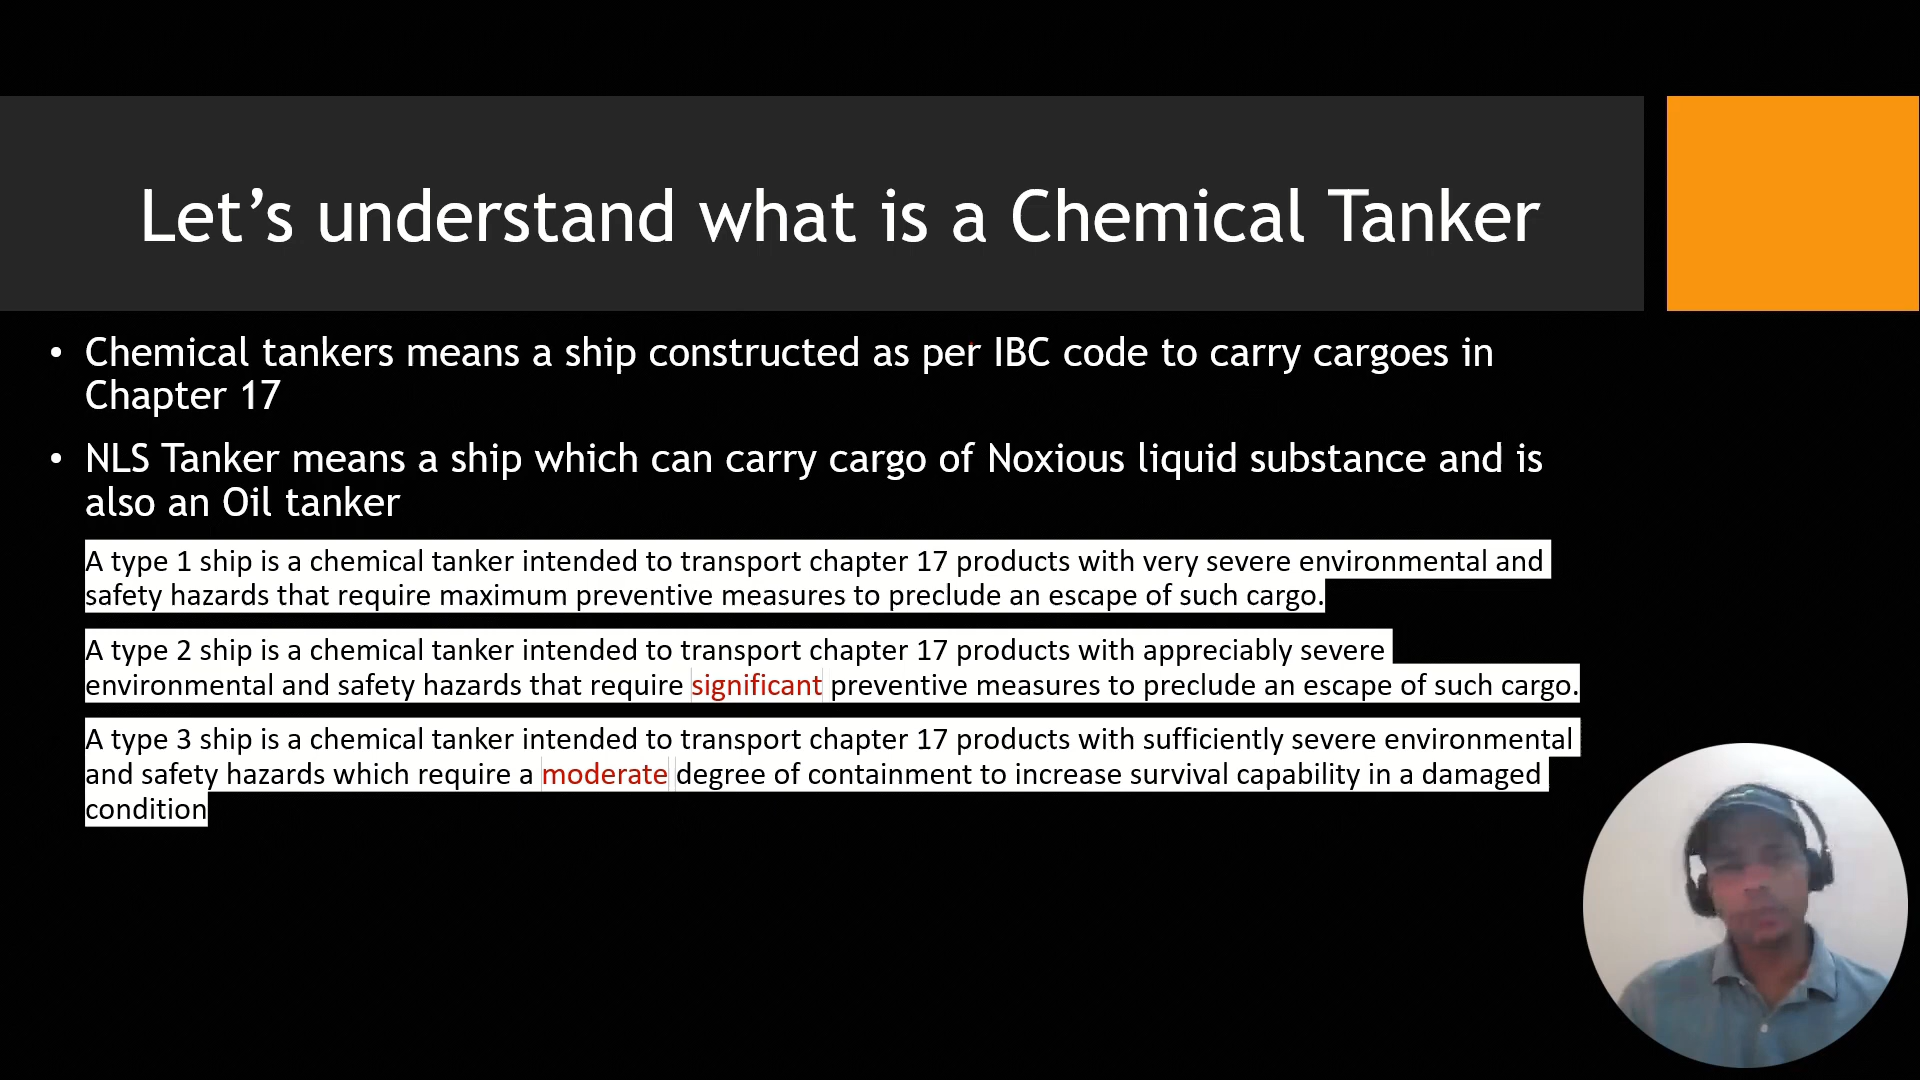 Let’s understand what is a Chemical Tanker
• Chemical tankers means a ship constructed as per IBC code to carry cargoes in
Chapter 17
• NLS Tanker means a ship which can carry cargo of Noxious liquid substance and is
also an Oil tanker
A type 1 ship is a chemical tanker intended to transport chapter 17 products with very severe environmental and
safety hazards that require maximum preventive measures to preclude an escape of such cargo.
A type 2 ship is a chemical tanker intended to transport chapter 17 products with appreciably severe
environmental and safety hazards that require significant preventive measures to preclude an escape of such cargo.
A type 3 ship is a chemical tanker intended to transport chapter 17 products with sufficiently severe environmental
and safety hazards which require a moderate degree of containment to increase survival capability in a damaged
condition